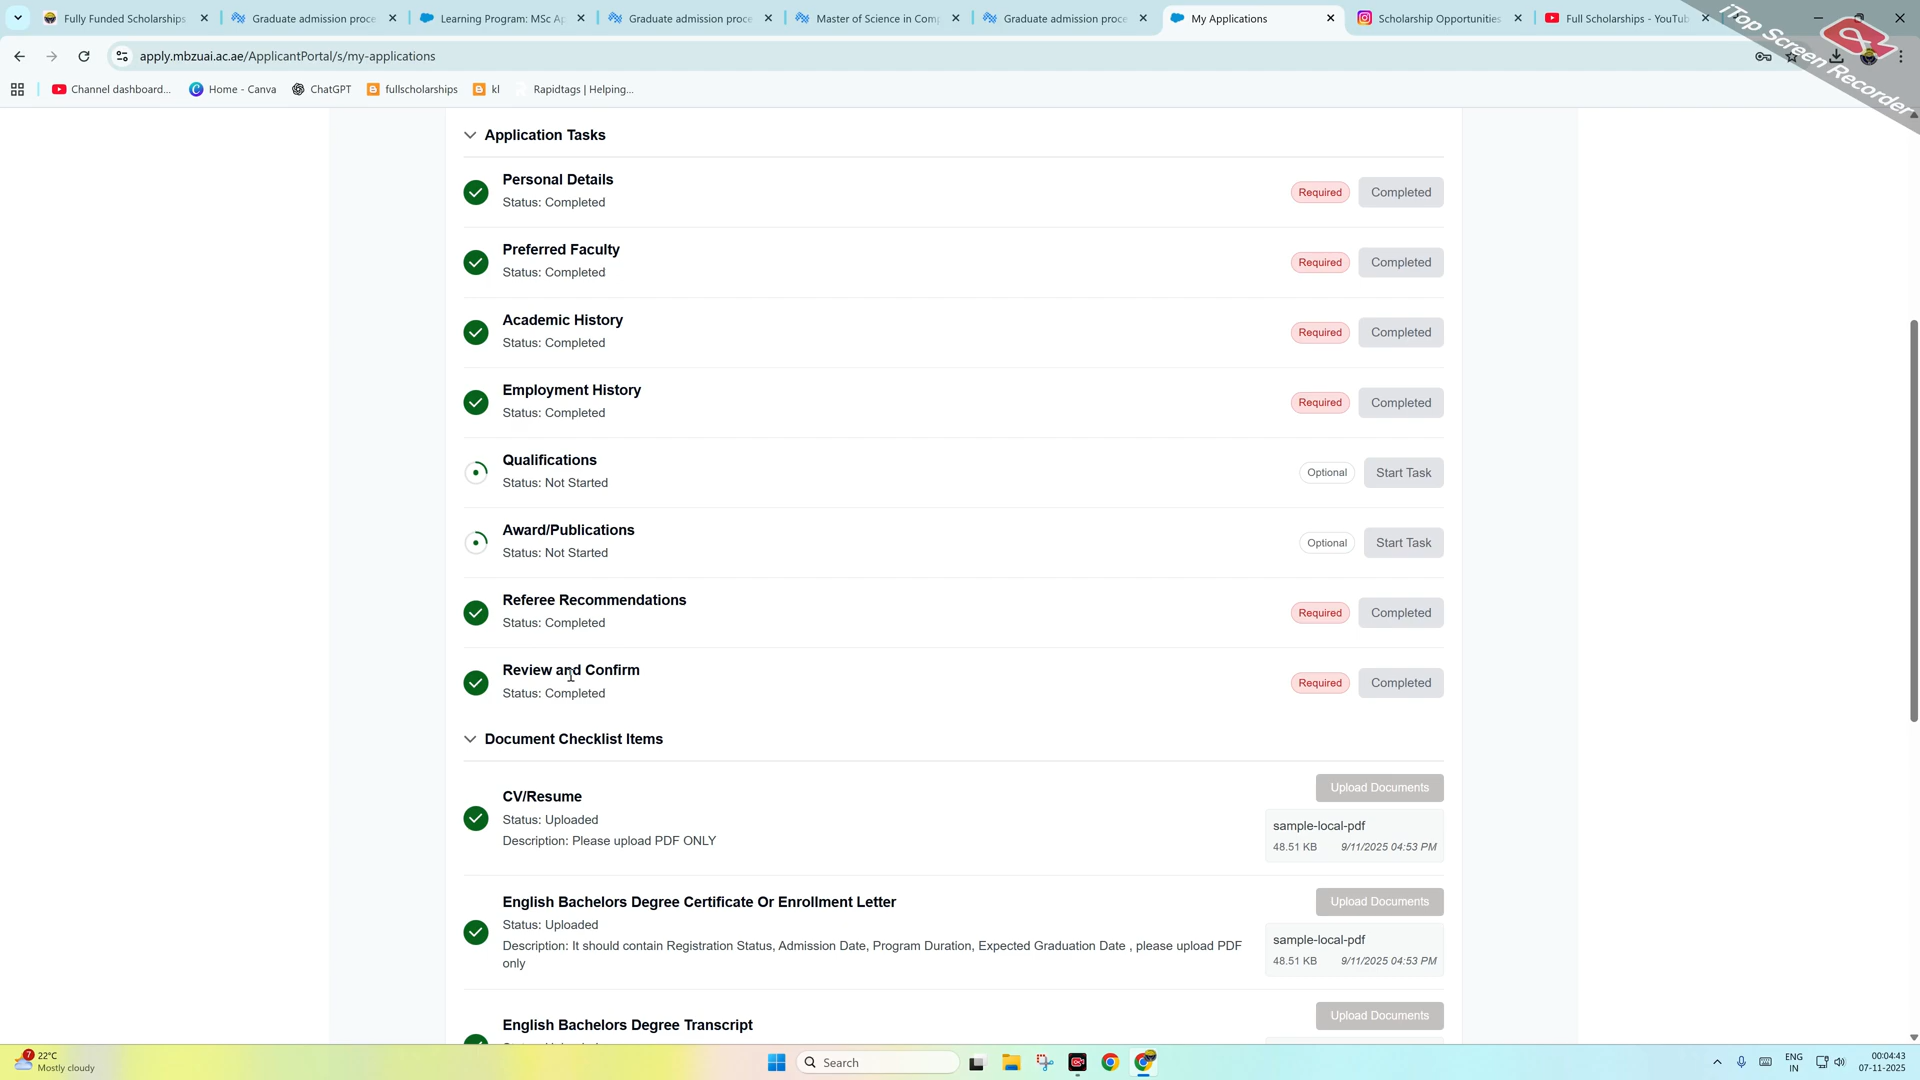 Fully Funded Scholarships
Graduate admission proce
Learning Program: MSc Ap
Graduate admission proce
Master of Science in Comp
Graduate admission proce
My Applications
Scholarship Opportunities
Full Scholarships - YouTub
apply.mbzuai.ac.ae/ApplicantPortal/s/my-applications
Channel dashboard...
Home - Canva
ChatGPT
fullscholarships
kl
Rapidtags | Helping...
iTop Screen Recorder
Application Tasks
Personal Details
Status: Completed
Required
Completed
Preferred Faculty
Status: Completed
Required
Completed
Academic History
Status: Completed
Required
Completed
Employment History
Status: Completed
Required
Completed
Qualifications
Status: Not Started
Optional
Start Task
Award/Publications
Status: Not Started
Optional
Start Task
Referee Recommendations
Status: Completed
Required
Completed
Review and Confirm
Status: Completed
Required
Completed
Document Checklist Items
CV/Resume
Status: Uploaded
Description: Please upload PDF ONLY
Upload Documents
sample-local-pdf
48.51 KB 9/11/2025 04:53 PM
English Bachelors Degree Certificate Or Enrollment Letter
Status: Uploaded
Description: It should contain Registration Status, Admission Date, Program Duration, Expected Graduation Date , please upload PDF
only
Upload Documents
sample-local-pdf
48.51 KB 9/11/2025 04:53 PM
English Bachelors Degree Transcript
Upload Documents
7
22°C
Mostly cloudy
Search
ENG
IN
00:04:43
07-11-2025